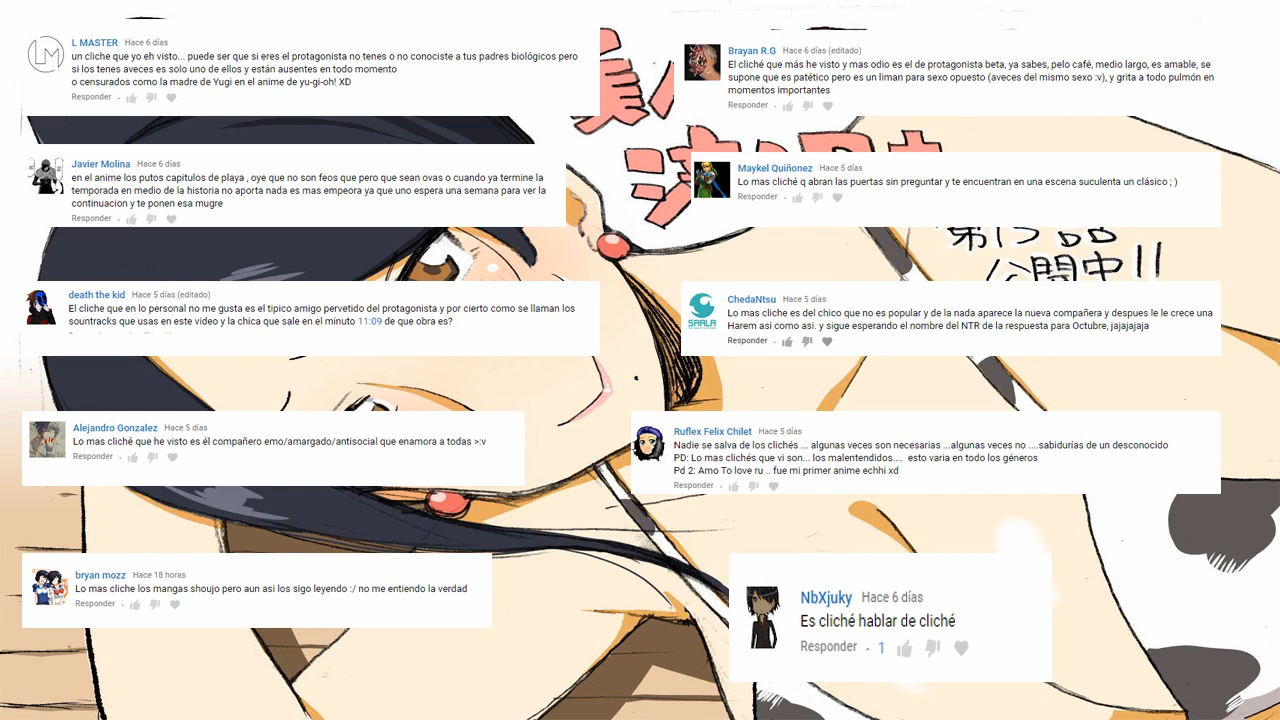 L MASTER Hace 6 días
un cliche que yo eh visto... puede ser que si eres el protagonista no tenes o no conociste a tus padres biológicos pero
si los tenes aveces es solo uno de ellos y están ausentes en todo momento
o censurados como la madre de Yugi en el anime de yu-gi-oh! XD
Responder
Brayan R.G Hace 6 días (editado)
El cliché que más he visto y mas odio es el de protagonista beta, ya sabes, pelo café, medio largo, es amable, se
supone que es patético pero es un liman para sexo opuesto (aveces del mismo sexo :v), y grita a todo pulmón en
momentos importantes
Responder
Javier Molina Hace 6 días
en el anime los putos capitulos de playa , oye que no son feos que pero que sean ovas o cuando ya termine la
temporada en medio de la historia no aporta nada es mas empeora ya que uno espera una semana para ver la
continuacion y te ponen esa mugre
Responder
Maykel Quiñonez Hace 5 días
Lo mas cliché q abran las puertas sin preguntar y te encuentran en una escena suculenta un clásico ; )
Responder
第15話
公開中!!
death the kid Hace 5 días (editado)
El cliche que en lo personal no me gusta es el tipico amigo pervetido del protagonista y por cierto como se llaman los
sountracks que usas en este video y la chica que sale en el minuto 11:09 de que obra es?
SARLA
ChedaNtsu Hace 5 días
Lo mas cliche es del chico que no es popular y de la nada aparece la nueva compañera y despues le le crece una
Harem asi como asi. y sigue esperando el nombre del NTR de la respuesta para Octubre, jajajajaja
Responder
Alejandro Gonzalez Hace 5 días
Lo mas cliché que he visto es él compañero emo/amargado/antisocial que enamora a todas >:v
Responder
Ruflex Felix Chilet Hace 5 días
Nadie se salva de los clichés ... algunas veces son necesarias ...algunas veces no ....sabidurías de un desconocido
PD: Lo mas clichés que vi son... los malentendidos.... esto varia en todo los géneros
Pd 2: Amo To love ru .. fue mi primer anime echhi xd
Responder
bryan mozz Hace 18 horas
Lo mas cliche los mangas shoujo pero aun asi los sigo leyendo :/ no me entiendo la verdad
Responder
NbXjuky Hace 6 días
Es cliché hablar de cliché
Responder 1